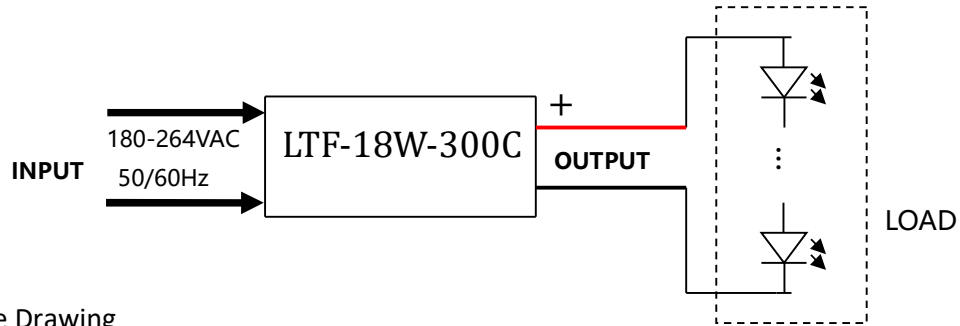 +
180-264VAC
LTF-18W-300C
INPUT
OUTPUT
50/60Hz
LOAD
e Drawing